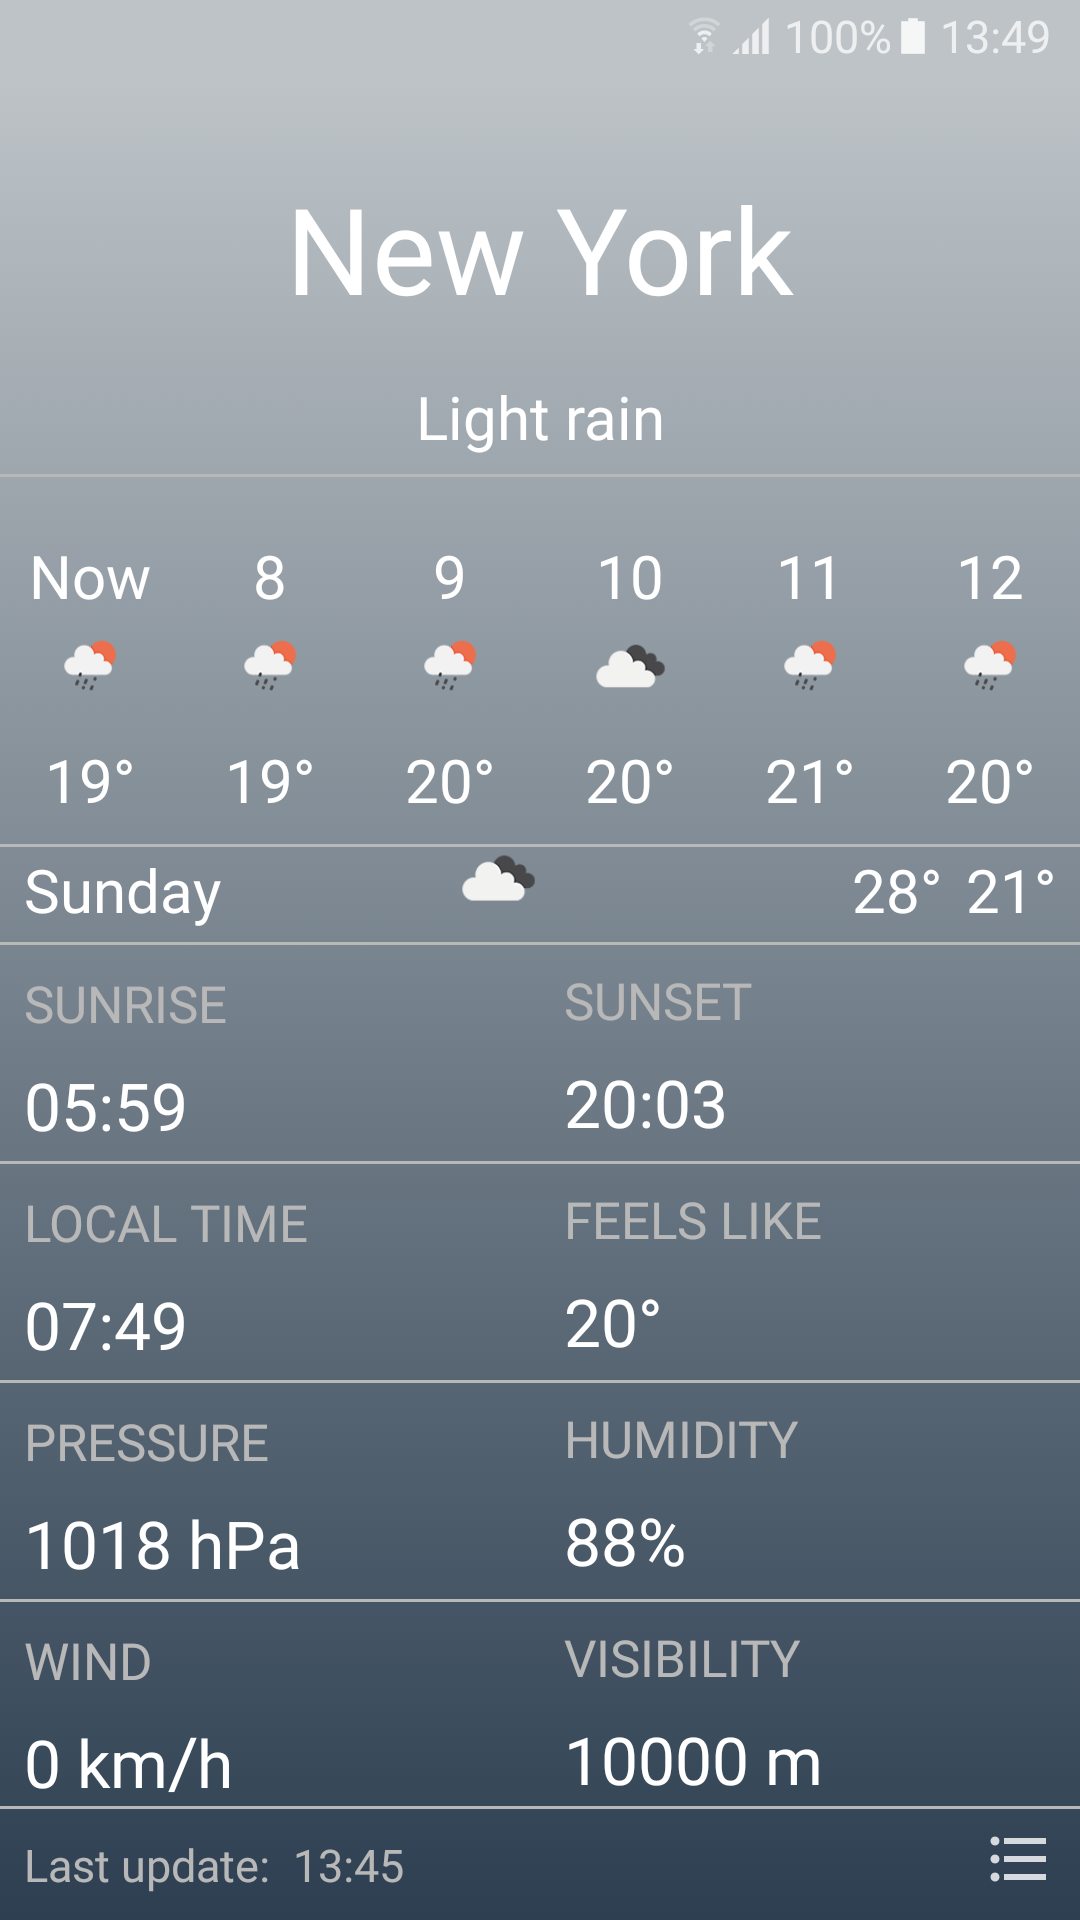 100% 13:49
New York
Light rain
Now 8 9 10 11 12
19° 19° 20° 20° 21° 20°
Sunday 28° 21°
SUNRISE SUNSET
05:59 20:03
LOCAL TIME FEELS LIKE
07:49 20°
PRESSURE HUMIDITY
1018 hPa 88%
WIND VISIBILITY
0 km/h 10000 m
Last update: 13:45